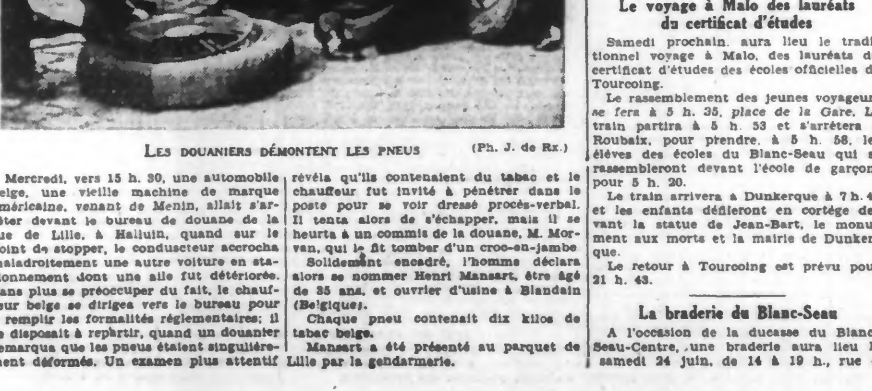 LES DOUANIERS DÉMONTENT LES PNEUS
(Ph. J. de Rx.)
Mercredi, vers 15 h. 30, une automobile
elge, une vieille machine de marque
méricaine, venant de Menin, allait s'ar-
êter devant le bureau de douane de la
ue de Lille, à Halluin, quand sur le
oint de stopper, le conduscteur accrocha
naladroitement une autre voiture en sta-
ionnement dont une aile fut détériorée.
ans plus se préoccuper du fait, le chauf-
eur belge se dirigea vers le bureau pour
remplir les formalités réglementaires; il
e disposait à repartir, quand un douanier
emarqua que les pneus étaient singulière-
nent déformés. Un examen plus attentif
révéla qu'ils contenaient du tabac et le
chauffeur fut invité à pénétrer dans le
poste pour se voir dressé procès-verbal.
Il tenta alors de s'échapper, mais il se
heurta à un commis de la douane, M. Mor-
van, qui le fit tomber d'un croc-en-jambe
Solidement encadré, l'homme déclara
alors se nommer Henri Mansart, être âgé
de 35 ans, et ouvrier d'usine à Blandain
(Belgique).
Chaque pneu contenait dix kilos de
tabac belge.
Mansart a été présenté au parquet de
Lille par la gendarmerie.
Le voyage à Malo des lauréats
du certificat d'études
Samedi prochain. aura lieu le tradi
tionnel voyage à Malo, des lauréats d
certificat d'études des écoles officielles d
Tourcoing.
Le rassemblement des jeunes voyageur
se fera à 5 h. 35, place de la Gare. L
train partira à 5 h. 53 et s'arrêtera
Roubaix, pour prendre, à 5 h. 58, le
élèves des écoles du Blanc-Seau qui s
rassembleront devant l'école de garçon
pour 5 h. 20.
Le train arrivera à Dunkerque à 7 h. 4
et les enfants défileront en cortège de
vant la statue de Jean-Bart, le monu
ment aux morts et la mairie de Dunker
que.
Le retour à Tourcoing est prévu pou
21 h. 43.
La braderie du Blanc-Seau
A l'occasion de la ducasse du Blanc
Seau-Centre, une braderie aura lieu l
samedi 24 juin, de 14 à 19 h., rue